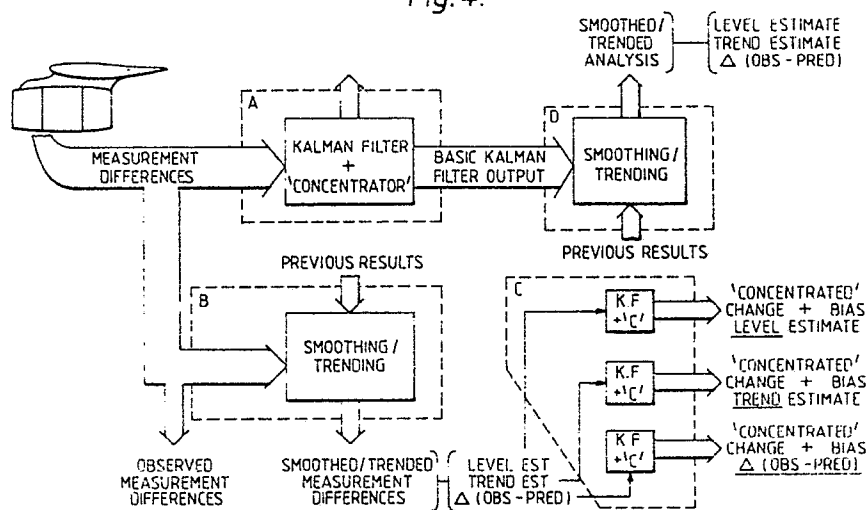 Fig. 4.
SMOOTHED/
TRENDED
ANALYSIS
LEVEL ESTIMATE
TREND ESTIMATE
Δ (OBS - PRED)
A
KALMAN FILTER
+
'CONCENTRATOR'
MEASUREMENT
DIFFERENCES
BASIC KALMAN
FILTER OUTPUT
D
SMOOTHING/
TRENDING
PREVIOUS RESULTS
PREVIOUS RESULTS
B
SMOOTHING/
TRENDING
C
K.F
+'C'
'CONCENTRATED'
CHANGE + BIAS
LEVEL ESTIMATE
K.F
+'C'
'CONCENTRATED'
CHANGE + BIAS
TREND ESTIMATE
K F
+'C'
'CONCENTRATED'
CHANGE + BIAS
Δ (OBS-PRED)
OBSERVED
MEASUREMENT
DIFFERENCES
SMOOTHED/TRENDED
MEASUREMENT
DIFFERENCES
LEVEL EST
TREND EST
Δ (OBS-PRED)